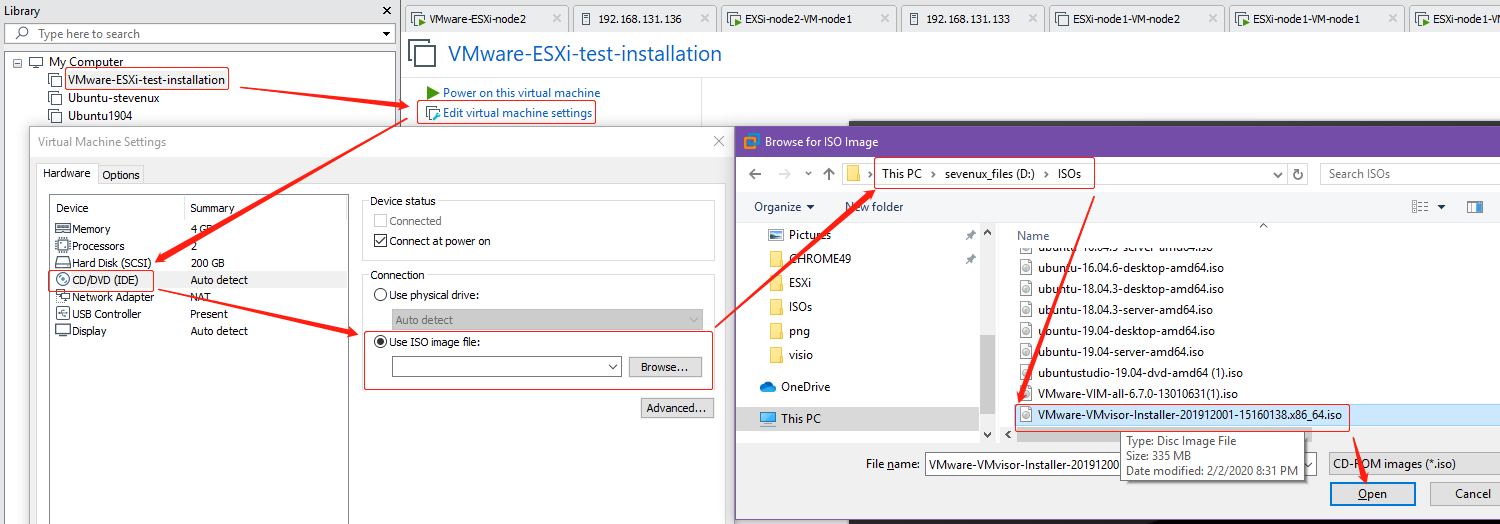 Library
Type here to search
My Computer
VMware-ESXi-test-installation
Ubuntu-stevenux
Ubuntu1904
VMware-ESXi-node2
192.168.131.136
EXSi-node2-VM-node1
192.168.131.133
ESXi-node1-VM-node2
ESXi-node1-VM-node1
ESXi-node1-VM
VMware-ESXi-test-installation
Power on this virtual machine
Edit virtual machine settings
Virtual Machine Settings
Hardware
Options
Device Summary
Memory 4 GB
Processors 2
Hard Disk (SCSI) 200 GB
CD/DVD (IDE) Auto detect
Network Adapter NAT
USB Controller Present
Display Auto detect
Device status
Connected
Connect at power on
Connection
Use physical drive:
Auto detect
Use ISO image file:
Browse...
Advanced...
Browse for ISO Image
This PC
sevenux_files (D:)
ISOs
Search ISOs
Organize
New folder
Pictures
CHROME49
ESXi
ISOs
png
visio
OneDrive
This PC
Name
ubuntu-16.04.5-server-amd64.iso
ubuntu-16.04.6-desktop-amd64.iso
ubuntu-18.04.3-desktop-amd64.iso
ubuntu-18.04.3-server-amd64.iso
ubuntu-19.04-desktop-amd64.iso
ubuntu-19.04-server-amd64.iso
ubuntustudio-19.04-dvd-amd64 (1).iso
VMware-VIM-all-6.7.0-13010631(1).iso
VMware-VMvisor-Installer-201912001-15160138.x86_64.iso
Type: Disc Image File
Size: 335 MB
Date modified: 2/2/2020 8:31 PM
File name:
VMware-VMvisor-Installer-20191200
CD-ROM images (*.iso)
Open
Cancel